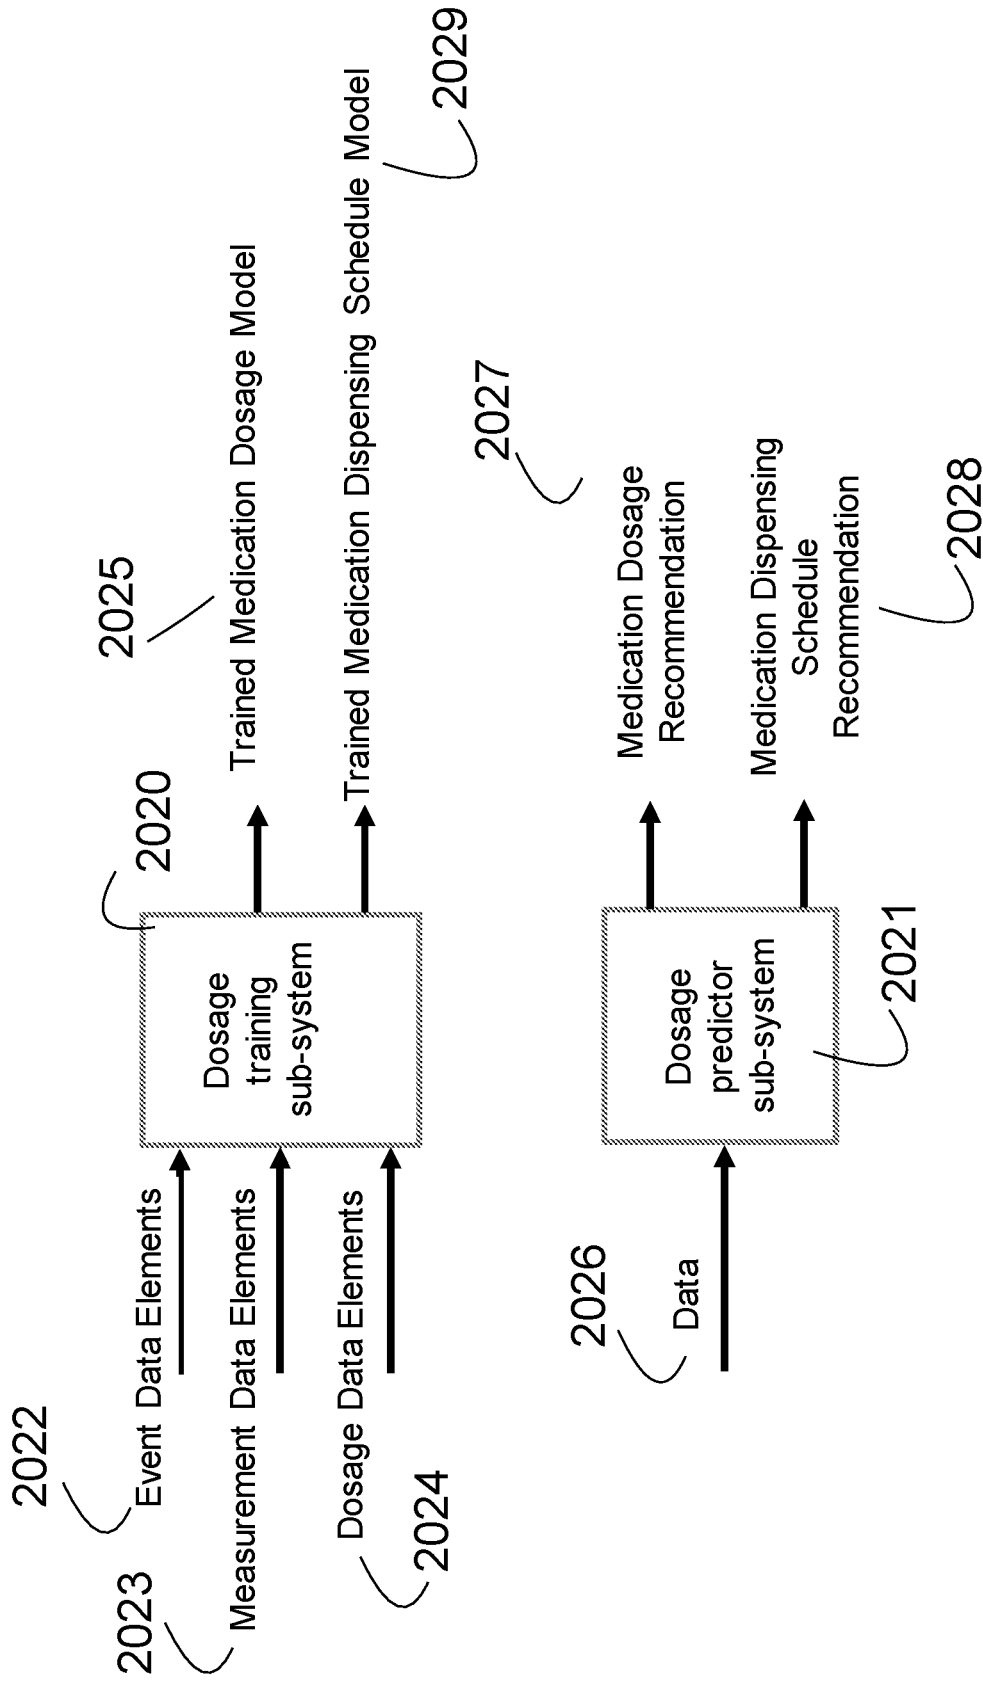 2022
Event Data Elements
2023
Measurement Data Elements
Dosage Data Elements
2024
2020
Dosage
training
sub-system
2025
Trained Medication Dosage Model
Trained Medication Dispensing Schedule Model
2029
2026
Data
Dosage
predictor
sub-system
2021
2027
Medication Dosage
Recommendation
Medication Dispensing
Schedule
Recommendation
2028